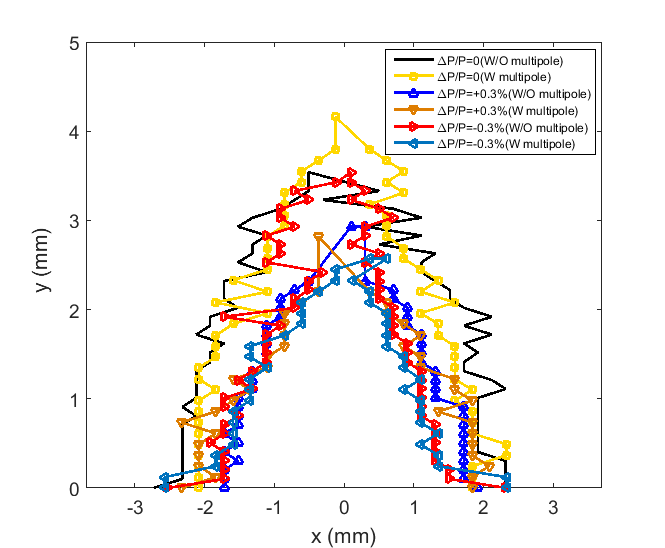 5
4
3
2
1
0
y (mm)
-3 -2 -1 0 1 2 3
x (mm)
ΔP/P=0(W/O multipole)
ΔP/P=0(W multipole)
ΔP/P=+0.3%(W/O multipole)
ΔP/P=+0.3%(W multipole)
ΔP/P=-0.3%(W/O multipole)
ΔP/P=-0.3%(W multipole)